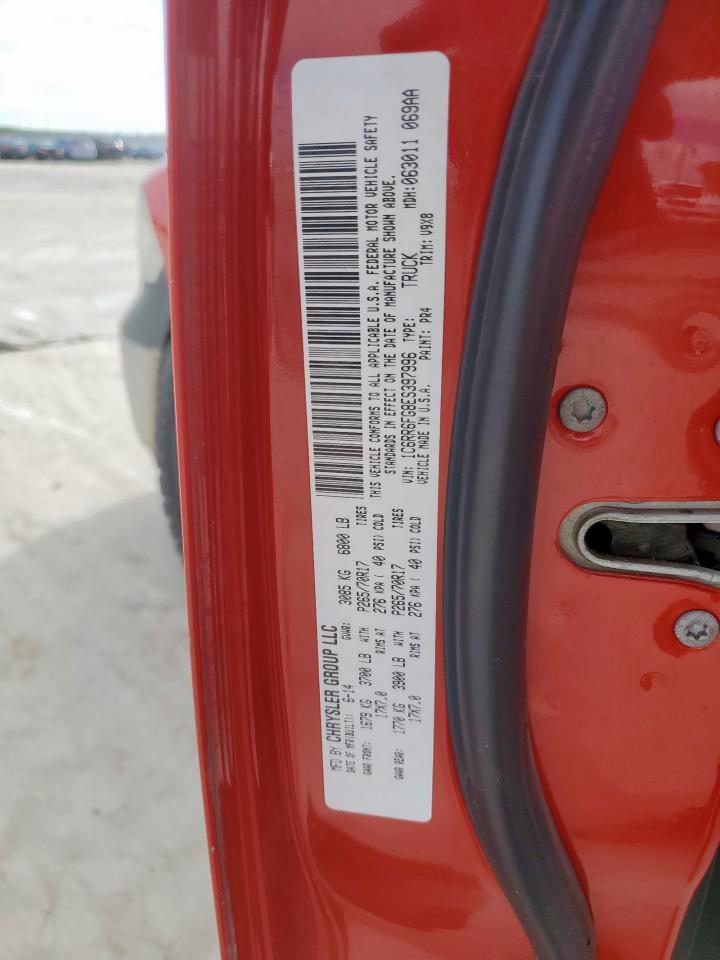 MFD BY CHRYSLER GROUP LLC
DATE OF MFR(BUILT): 6-14 GVWR: 3085 KG 6800 LB
GAWR FRONT: 1679 KG 3700 LB WITH P265/70R17 TIRES
17X7.0 RIMS AT 276 KPA ( 40 PSI) COLD
GAWR REAR: 1770 KG 3900 LB WITH P265/70R17 TIRES
17X7.0 RIMS AT 276 KPA ( 40 PSI) COLD
THIS VEHICLE CONFORMS TO ALL APPLICABLE U.S.A. FEDERAL MOTOR VEHICLE SAFETY
STANDARDS IN EFFECT ON THE DATE OF MANUFACTURE SHOWN ABOVE.
VIN: 1C6RR6FG8ES397996 TYPE: TRUCK MDH: 063011 069AA
VEHICLE MADE IN U.S.A. PAINT: PR4 TRIM: V9X8